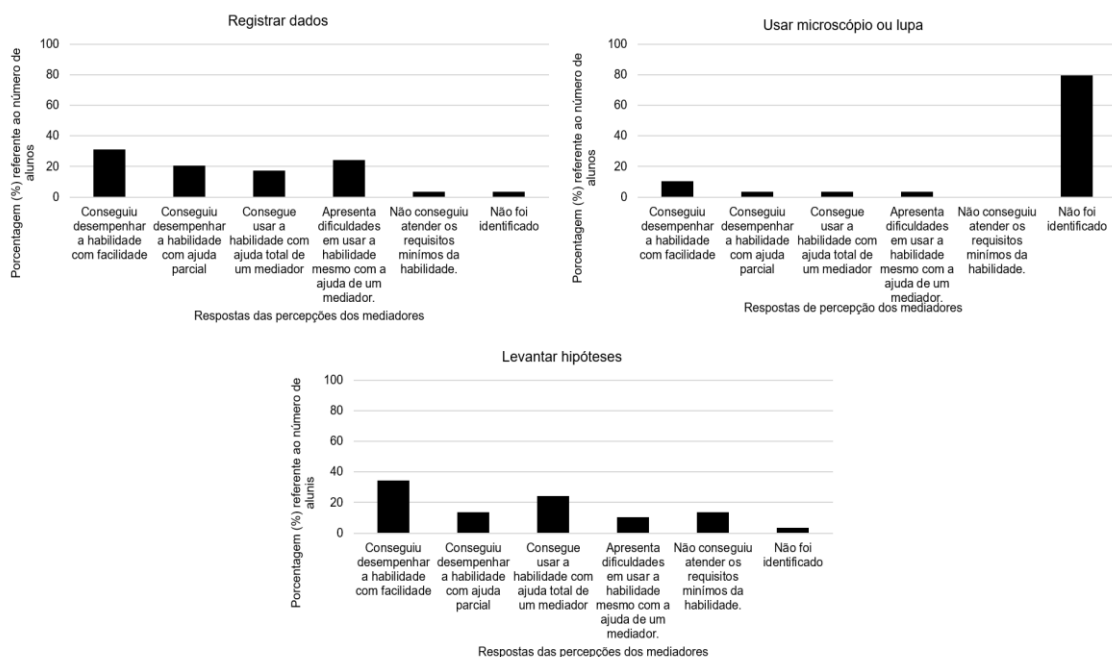 Registrar dados
Porcentagem (%) referente ao número de
alunos
100
80
60
40
20
0
Conseguiu
desempenhar
a habilidade
com facilidade
Conseguiu
desempenhar
a habilidade
com ajuda
parcial
Consegue
usar a
habilidade com
ajuda total de
um mediador
Apresenta
dificuldades
em usar a
habilidade
mesmo com a
ajuda de um
mediador.
Não conseguiu
atender os
requisitos
minímos da
habilidade.
Não foi
identificado
Respostas das percepções dos mediadores
Usar microscópio ou lupa
Porcentagem (%) referente ao número de
alunos
100
80
60
40
20
0
Conseguiu
desempenhar
a habilidade
com facilidade
Conseguiu
desempenhar
a habilidade
com ajuda
parcial
Consegue
usar a
habilidade com
ajuda total de
um mediador
Apresenta
dificuldades
em usar a
habilidade
mesmo com a
ajuda de um
mediador.
Não conseguiu
atender os
requisitos
minímos da
habilidade.
Não foi
identificado
Respostas de percepção dos mediadores
Levantar hipóteses
Porcentagem (%) referente ao número de
alunis
100
80
60
40
20
0
Conseguiu
desempenhar
a habilidade
com facilidade
Conseguiu
desempenhar
a habilidade
com ajuda
parcial
Consegue
usar a
habilidade com
ajuda total de
um mediador
Apresenta
dificuldades
em usar a
habilidade
mesmo com a
ajuda de um
mediador.
Não conseguiu
atender os
requisitos
minímos da
habilidade.
Não foi
identificado
Respostas das percepções dos mediadores